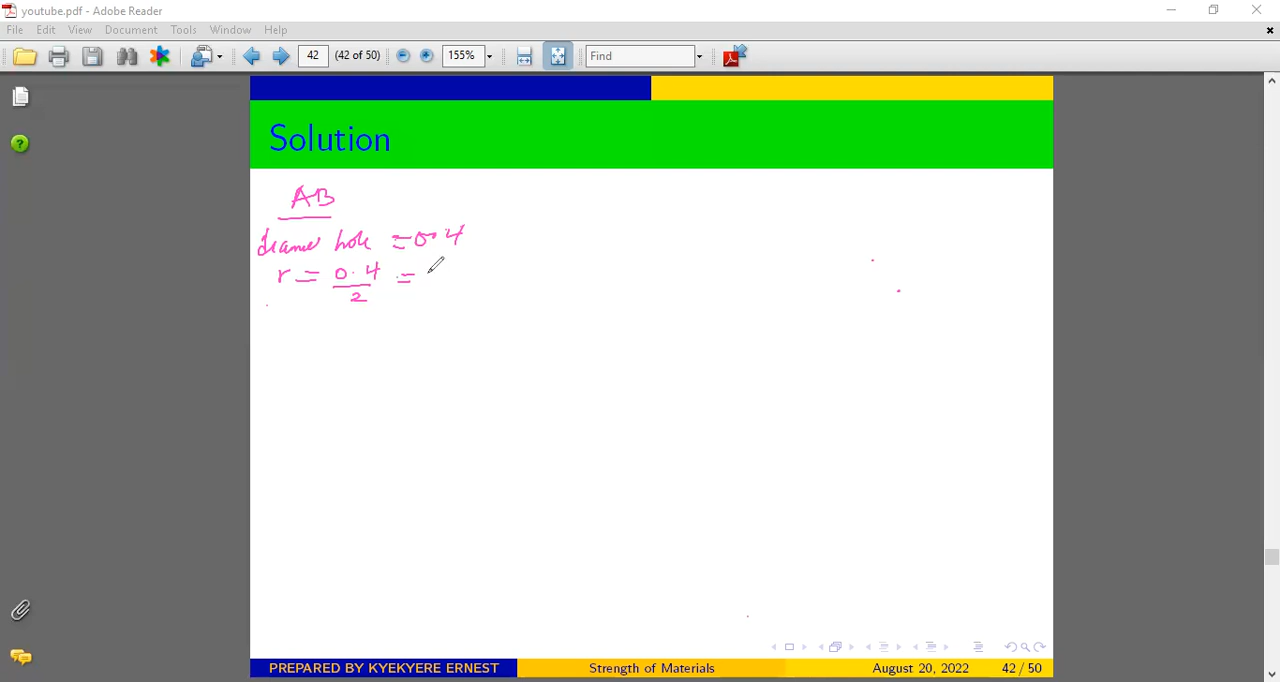 youtube.pdf - Adobe Reader
File Edit View Document Tools Window Help
42 (42 of 50) 155% Find
Solution
AB
hole = 0.4
r = 0.4/2 =
PREPARED BY KYEKYERE ERNEST Strength of Materials August 20, 2022 42 / 50